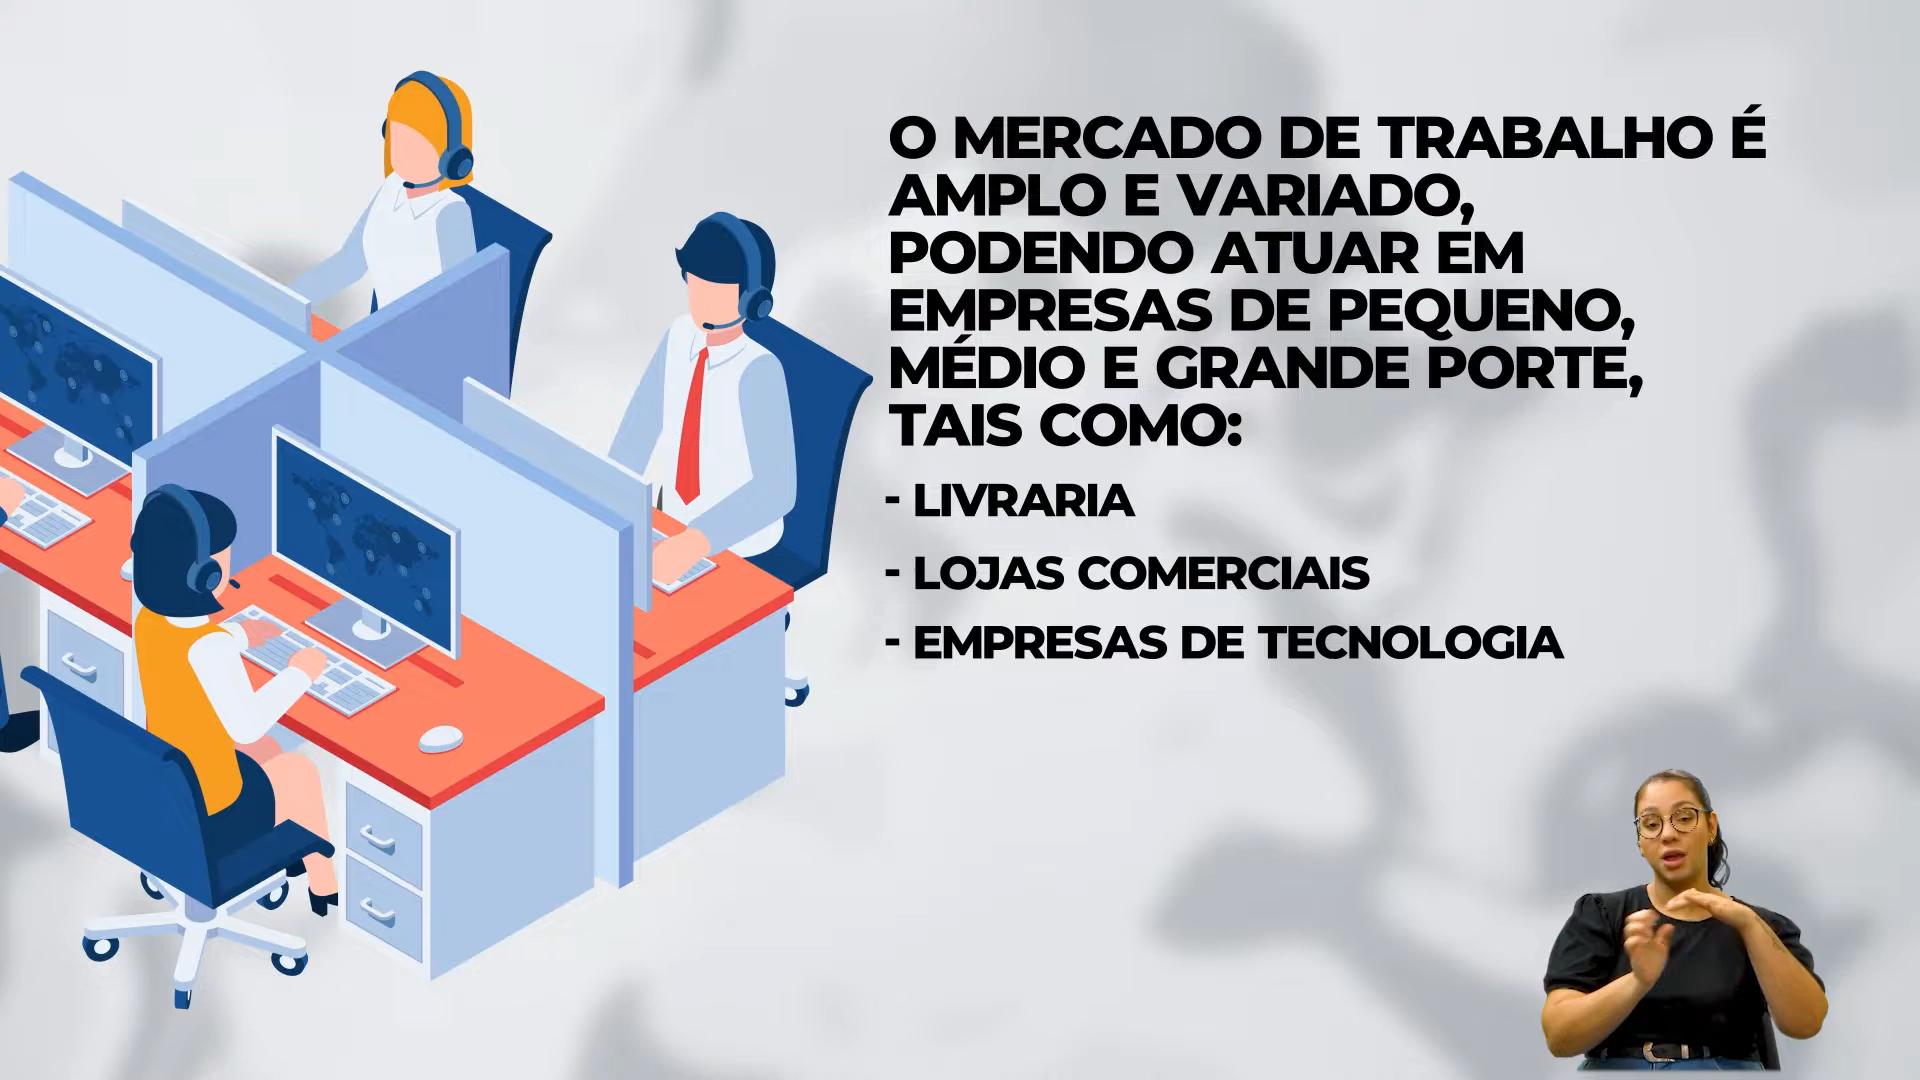 O MERCADO DE TRABALHO É
AMPLO E VARIADO,
PODENDO ATUAR EM
EMPRESAS DE PEQUENO,
MÉDIO E GRANDE PORTE,
TAIS COMO:
- LIVRARIA
- LOJAS COMERCIAIS
- EMPRESAS DE TECNOLOGIA